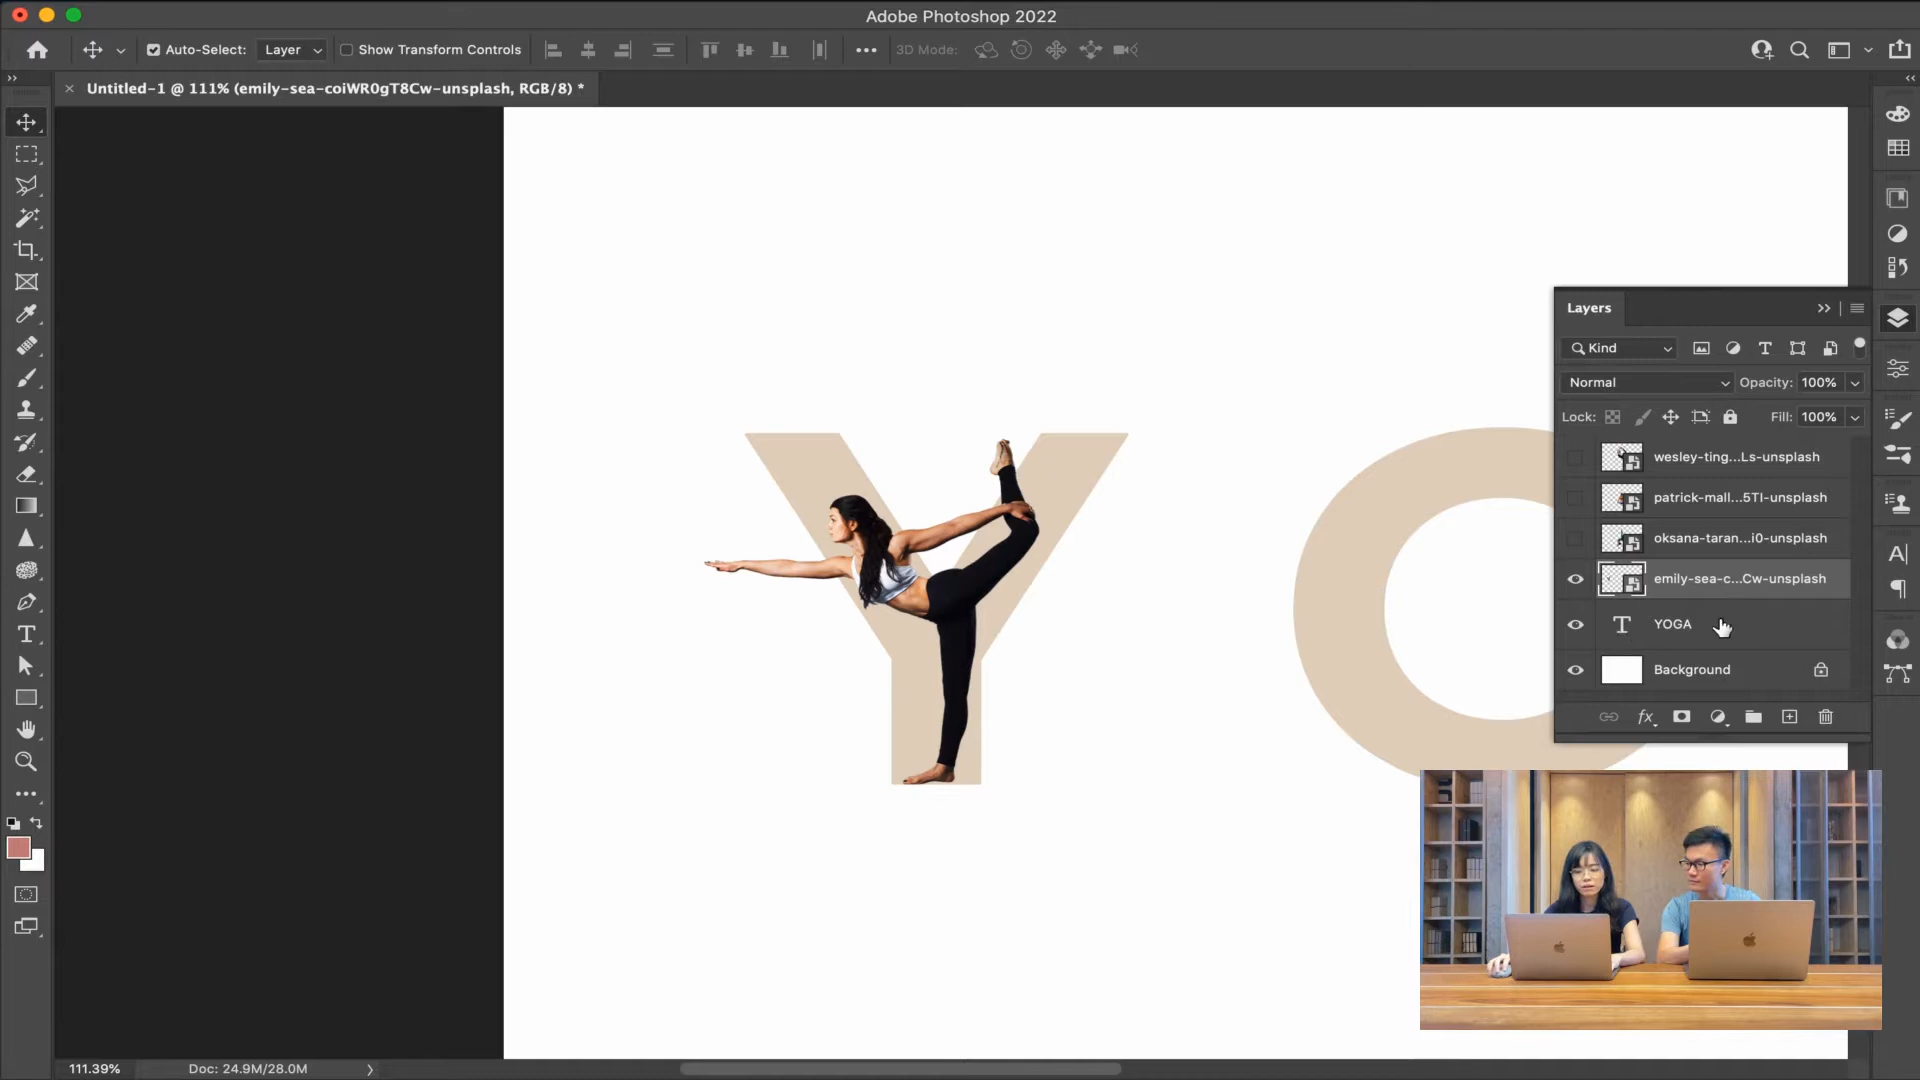 Adobe Photoshop 2022
Auto-Select: Layer Show Transform Controls 3D Mode:
Untitled-1 @ 111% (emily-sea-coiWR0gT8Cw-unsplash, RGB/8) *
Y O
Layers
Kind
Normal Opacity: 100%
Lock: Fill: 100%
wesley-ting...Ls-unsplash
patrick-mall...5TI-unsplash
oksana-taran...i0-unsplash
emily-sea-c...Cw-unsplash
T YOGA
Background
fx
111.39% Doc: 24.9M/28.0M